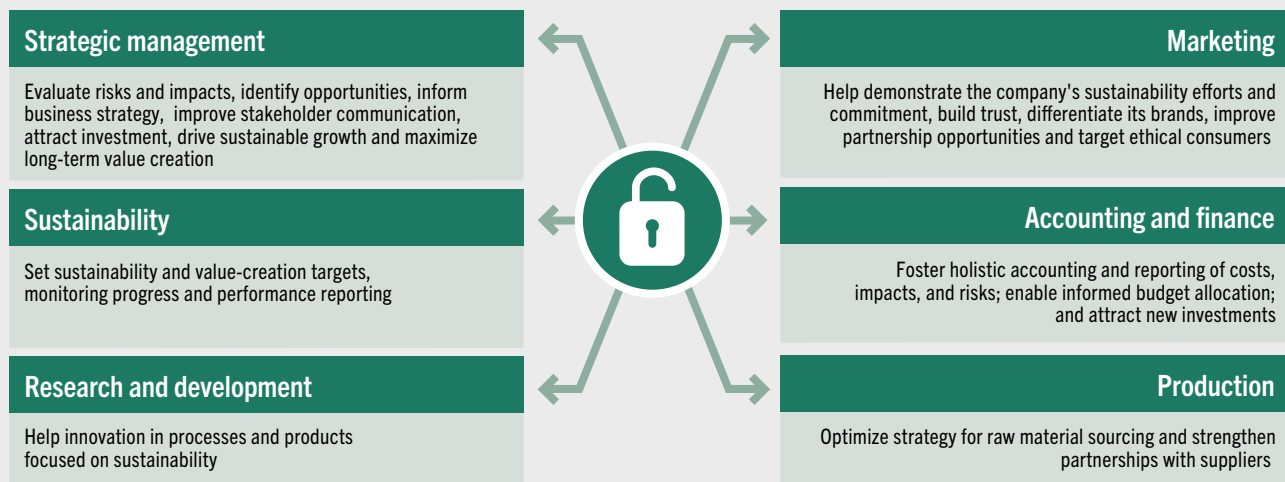 Strategic management
Evaluate risks and impacts, identify opportunities, inform
business strategy,  improve stakeholder communication,
attract investment, drive sustainable growth and maximize
long-term value creation
Sustainability
Set sustainability and value-creation targets,
monitoring progress and performance reporting
Research and development
Help innovation in processes and products
focused on sustainability
Marketing
Help demonstrate the company's sustainability efforts and
commitment, build trust, differentiate its brands, improve
partnership opportunities and target ethical consumers
Accounting and finance
Foster holistic accounting and reporting of costs,
impacts, and risks; enable informed budget allocation;
and attract new investments
Production
Optimize strategy for raw material sourcing and strengthen
partnerships with suppliers